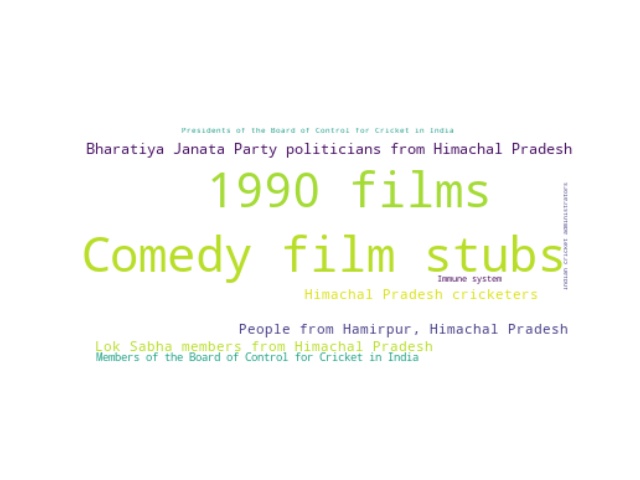 Presidents of the Board of Control for Cricket in India
Bharatiya Janata Party politicians from Himachal Pradesh
1990 films
Indian cricket administrators
Comedy film stubs
Immune system
Himachal Pradesh cricketers
People from Hamirpur, Himachal Pradesh
Lok Sabha members from Himachal Pradesh
Members of the Board of Control for Cricket in India